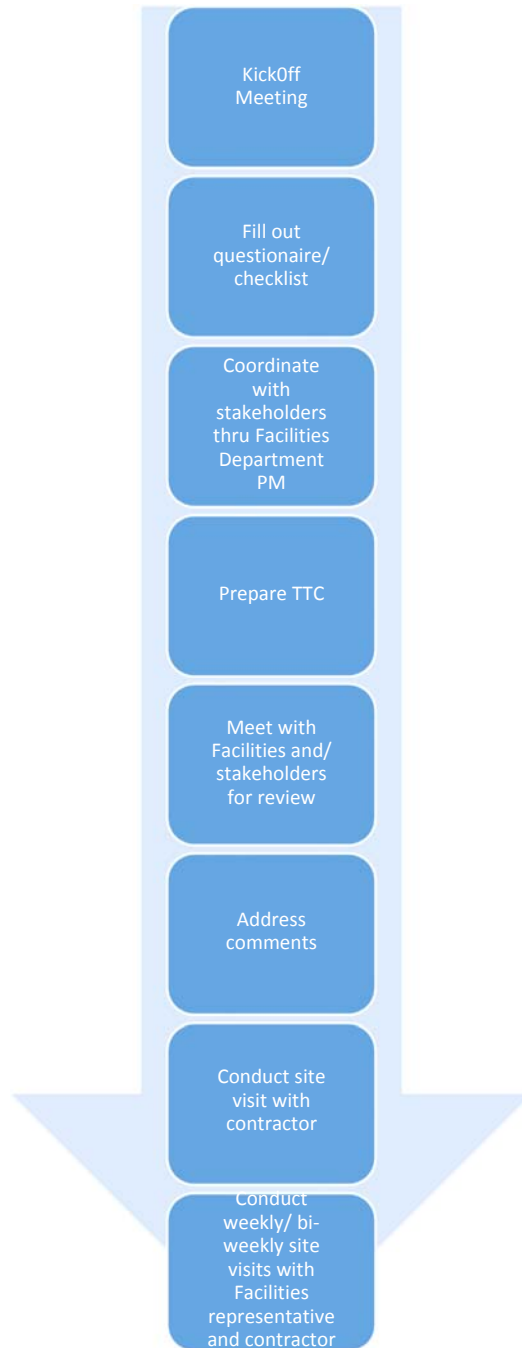 Kick0ff
Meeting
Fill out
questionaire/
checklist
Coordinate
with
stakeholders
thru Facilities
Department
PM
Prepare TTC
Meet with
Facilities and/
stakeholders
for review
Address
comments
Conduct site
visit with
contractor
Conduct
weekly/ bi-
weekly site
visits with
Facilities
representative
and contractor